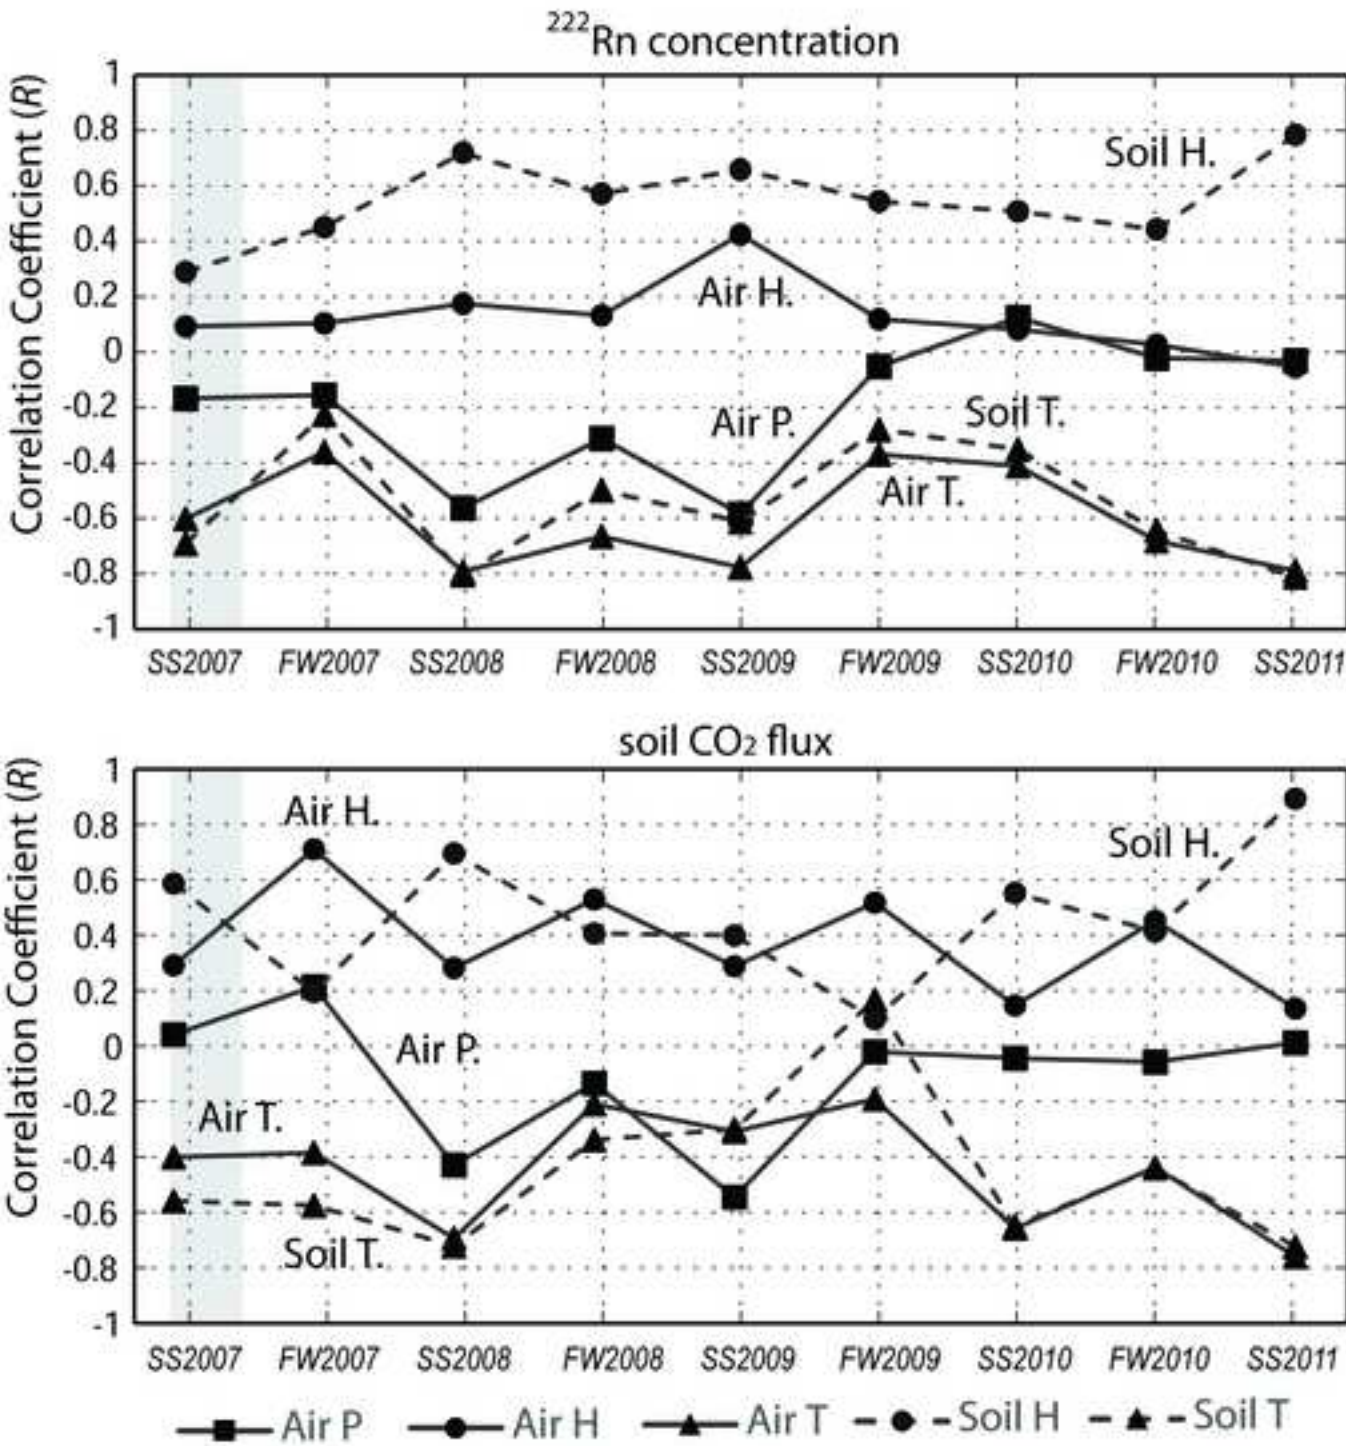 ²²²Rn concentration
Correlation Coefficient (R)
1
0.8
0.6
0.4
0.2
0
-0.2
-0.4
-0.6
-0.8
-1
Soil H.
Air H.
Air P.
Soil T.
Air T.
SS2007 FW2007 SS2008 FW2008 SS2009 FW2009 SS2010 FW2010 SS2011
soil CO₂ flux
Correlation Coefficient (R)
1
0.8
0.6
0.4
0.2
0
-0.2
-0.4
-0.6
-0.8
-1
Air H.
Soil H.
Air P.
Air T.
Soil T.
SS2007 FW2007 SS2008 FW2008 SS2009 FW2009 SS2010 FW2010 SS2011
Air P Air H Air T Soil H Soil T